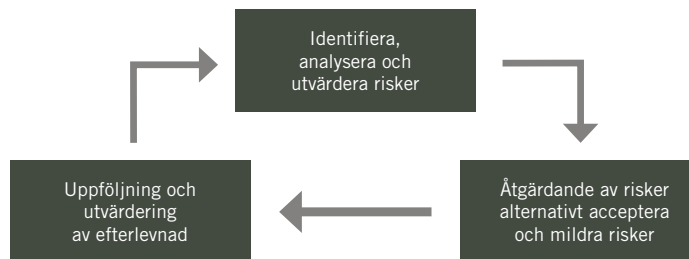 Identifiera,
analysera och
utvärdera risker
Uppföljning och
utvärdering
av efterlevnad
Åtgärdande av risker
alternativt acceptera
och mildra risker